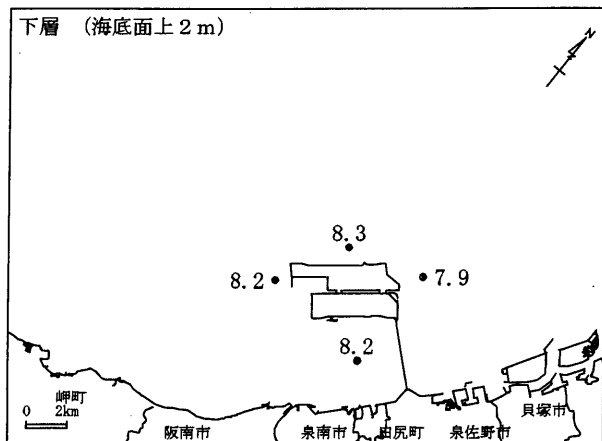 下層 （海底面上２ｍ）
N
8.3
8.2
7.9
8.2
岬町
0 2km
阪南市
泉南市
田尻町
泉佐野市
貝塚市